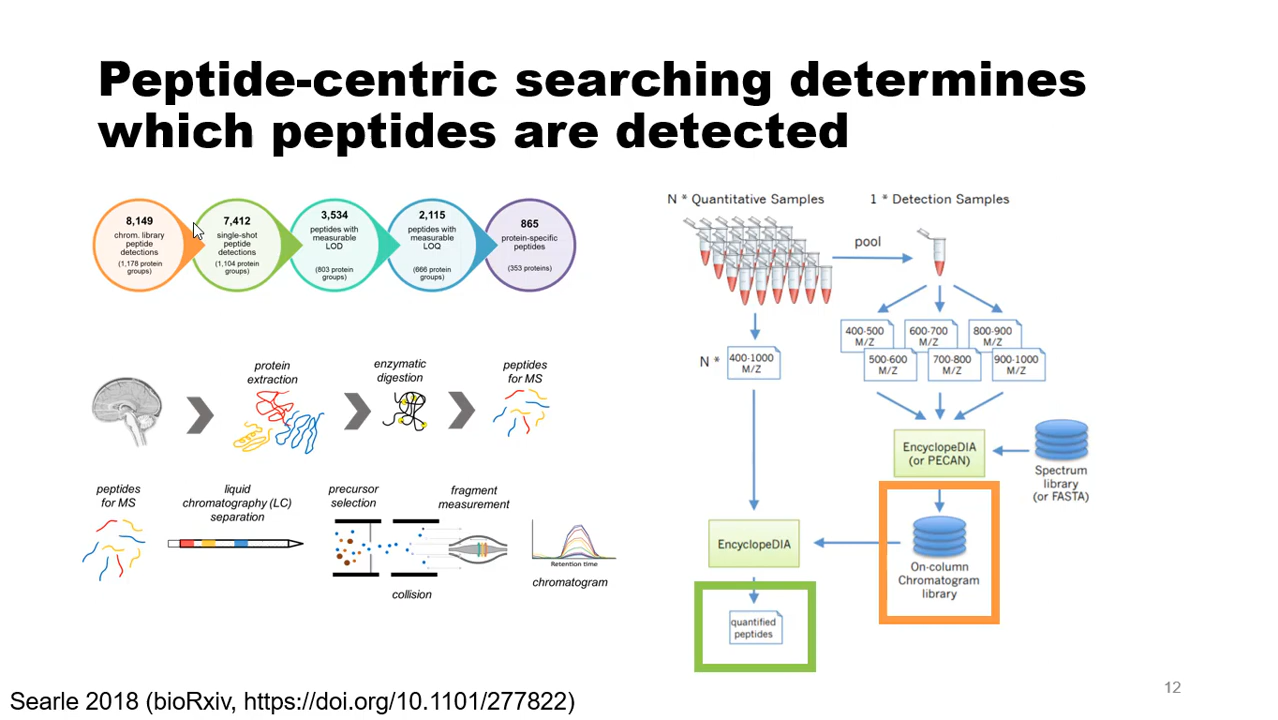 Peptide-centric searching determines
which peptides are detected
8,149
chrom. library
peptide
detections
(1,178 protein
groups)
7,412
single-shot
peptide
detections
(1,104 protein
groups)
3,534
peptides with
measurable
LOD
(803 protein
groups)
2,115
peptides with
measurable
LOQ
(666 protein
groups)
865
protein-specific
peptides
(353 proteins)
protein
extraction
enzymatic
digestion
peptides
for MS
peptides
for MS
liquid
chromatography (LC)
separation
precursor
selection
fragment
measurement
collision
Retention time
chromatogram
N * Quantitative Samples
1 * Detection Samples
pool
N *
400-1000
M/Z
400-500
M/Z
600-700
M/Z
800-900
M/Z
500-600
M/Z
700-800
M/Z
900-1000
M/Z
EncyclopeDIA
(or PECAN)
Spectrum
library
(or FASTA)
EncyclopeDIA
On-column
Chromatogram
library
quantified
peptides
Searle 2018 (bioRxiv, https://doi.org/10.1101/277822)
12